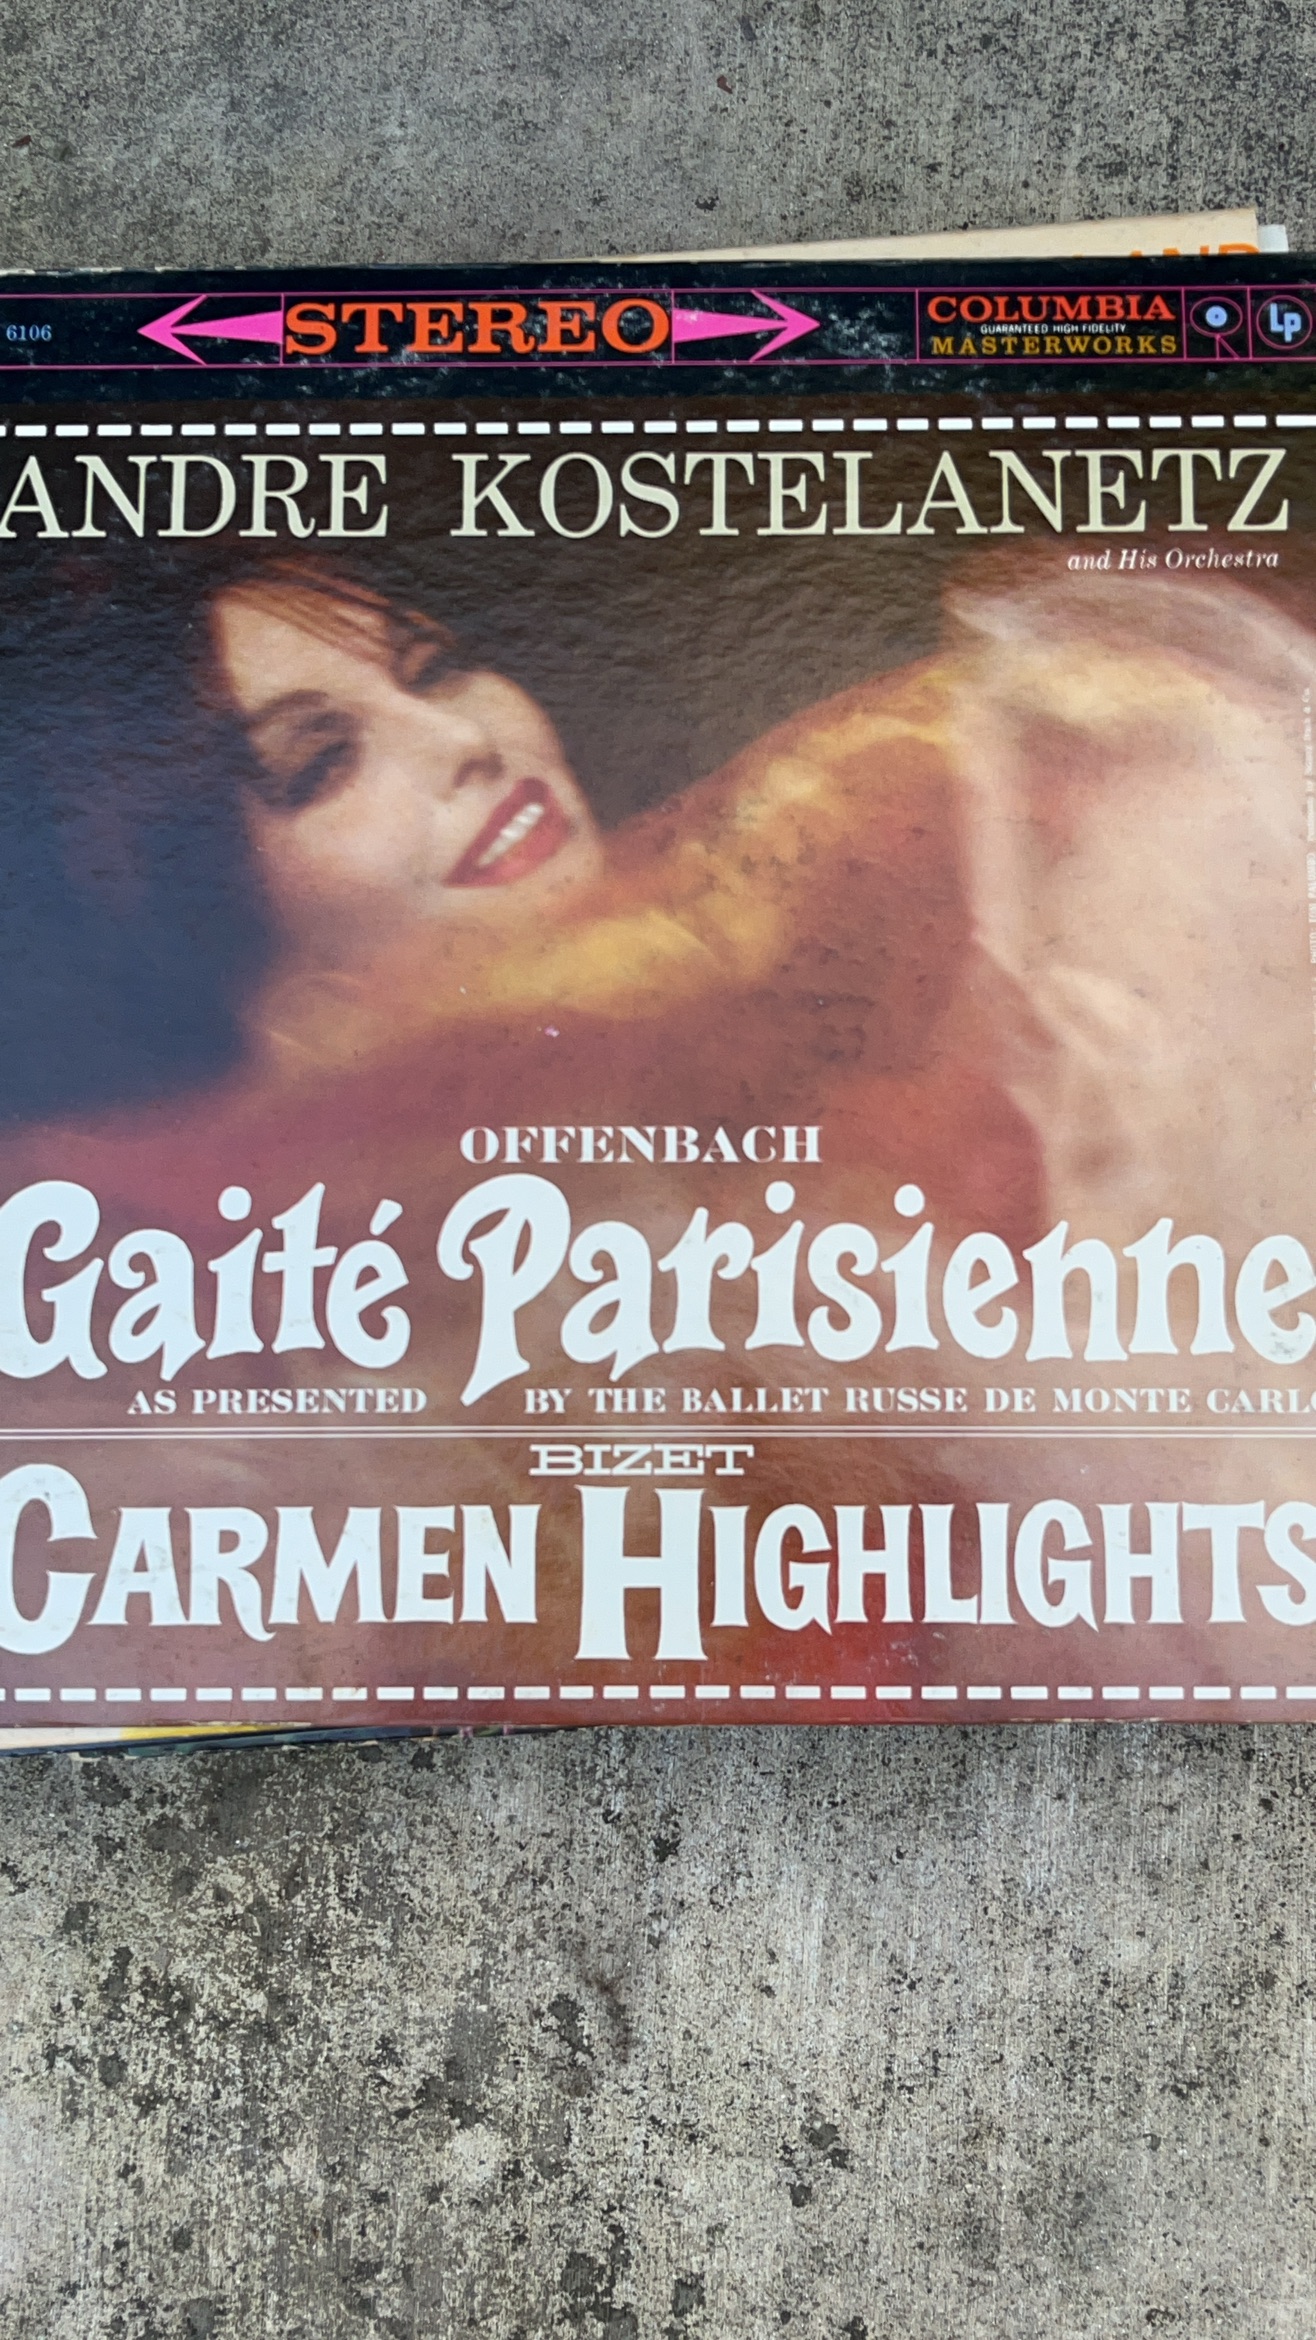 6106
STEREO
COLUMBIA
GUARANTEED HIGH FIDELITY
MASTERWORKS
Lp
ANDRE KOSTELANETZ
and His Orchestra
OFFENBACH
Gaité Parisienne
AS PRESENTED BY THE BALLET RUSSE DE MONTE CARLO
BIZET
CARMEN HIGHLIGHTS